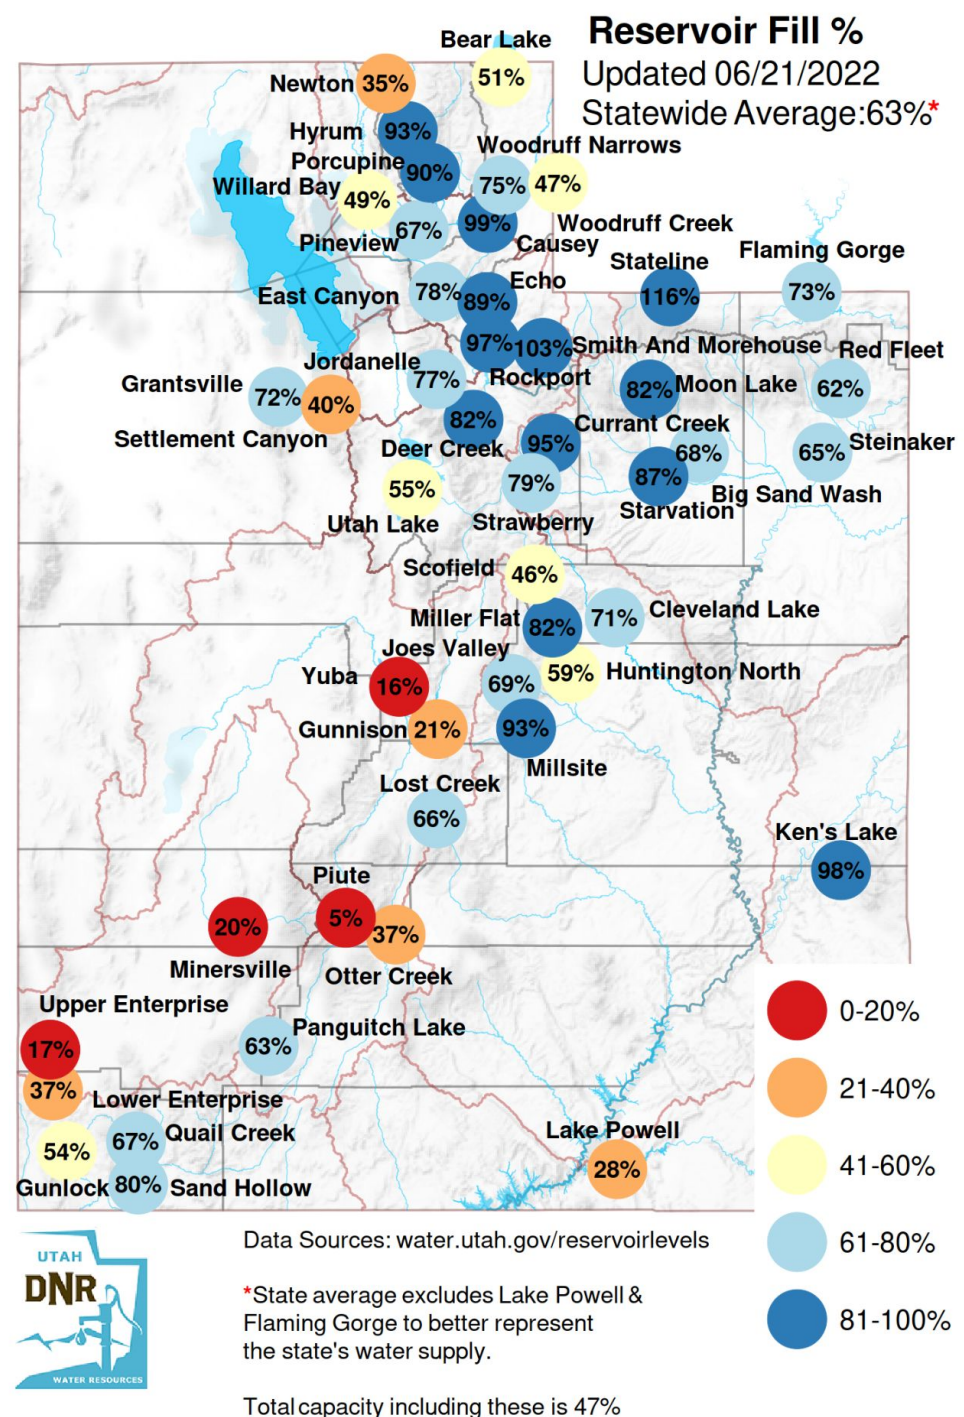 Reservoir Fill %
Updated 06/21/2022
Statewide Average:63%*
Bear Lake
51%
Newton 35%
Hyrum 93%
Porcupine 90%
Woodruff Narrows
75% 47%
Willard Bay 49%
Woodruff Creek
Pineview 67%
99%
Causey
Stateline
116%
Flaming Gorge
73%
East Canyon 78%
Echo
89%
97% 103% Smith And Morehouse
Rockport
Red Fleet
62%
Jordanelle
77%
Grantsville 72%
40%
Settlement Canyon
82% Moon Lake
82%
Deer Creek
Currant Creek
95%
68%
Big Sand Wash
Steinaker
65%
87%
Starvation
55%
Utah Lake
79%
Strawberry
Scofield 46%
Miller Flat 82%
71% Cleveland Lake
Joes Valley
69%
59% Huntington North
Yuba 16%
Gunnison 21%
93%
Millsite
Lost Creek
66%
Ken's Lake
98%
Piute
5%
37%
Otter Creek
20%
Minersville
Upper Enterprise
17%
37%
Lower Enterprise
63% Panguitch Lake
54%
Gunlock
67% Quail Creek
80% Sand Hollow
Lake Powell
28%
0-20%
21-40%
41-60%
61-80%
81-100%
UTAH
DNR
WATER RESOURCES
Data Sources: water.utah.gov/reservoirlevels
*State average excludes Lake Powell &
Flaming Gorge to better represent
the state's water supply.
Total capacity including these is 47%